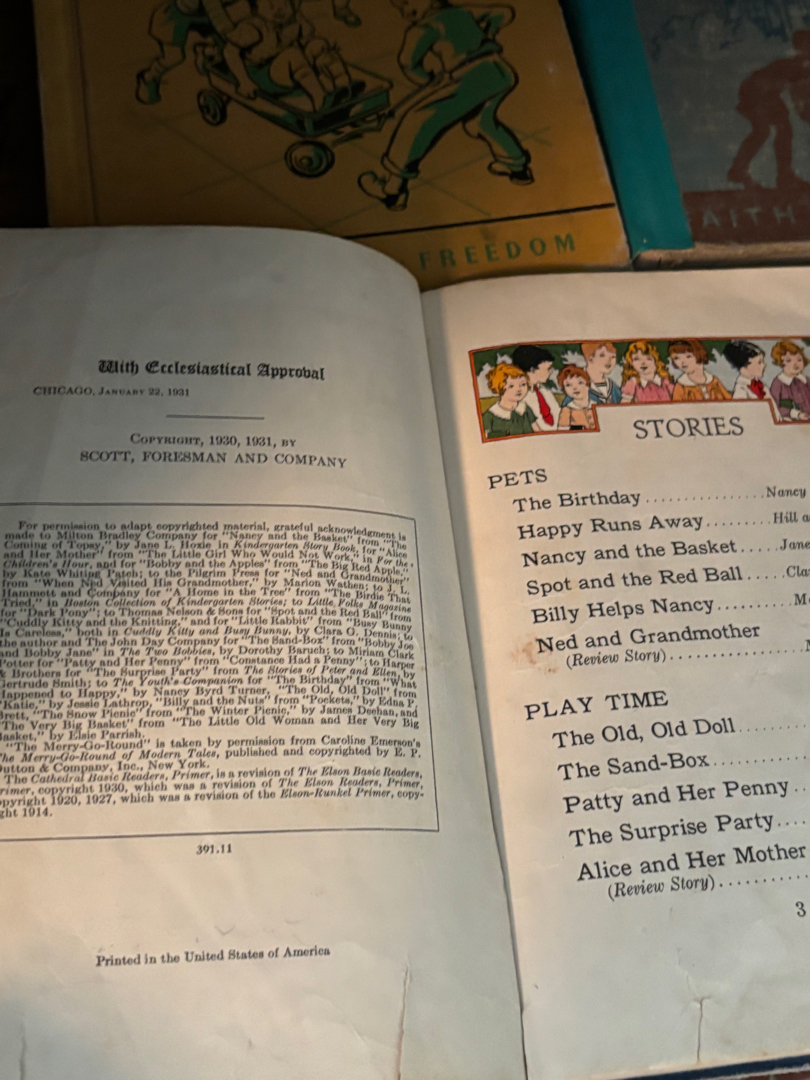 FREEDOM
AITH
With Ecclesiastical Approval
CHICAGO, JANUARY 22, 1931
COPYRIGHT, 1930, 1931, BY
SCOTT, FORESMAN AND COMPANY
For permission to adapt copyrighted material, grateful acknowledgment is
made to Milton Bradley Company for "Nancy and the Basket" from "The
Coming of Topsy," by Jane L. Hoxie in Kindergarten Story Book, for "Alice
and Her Mother" from "The Little Girl Who Would Not Work," in For the
Children's Hour, and for "Bobby and the Apples" from "The Big Red Apple,"
by Kate Whiting Patch; to the Pilgrim Press for "Ned and Grandmother"
from "When Ned Visited His Grandmother," by Marion Wathen; to J. L.
Hammett and Company for "A Home in the Tree" from "The Birdie That
Tried," in Boston Collection of Kindergarten Stories; to Little Folks Magazine
for "Dark Pony"; to Thomas Nelson & Sons for "Spot and the Red Ball" from
"Cuddly Kitty and the Knitting," and for "Little Rabbit" from "Busy Bunny
Is Careless," both in Cuddly Kitty and Busy Bunny, by Clara G. Dennis; to
the author and The John Day Company for "The Sand-Box" from "Bobby Joe
and Bobby Jane" in The Two Bobbies, by Dorothy Baruch; to Miriam Clark
Potter for "Patty and Her Penny" from "Constance Had a Penny"; to Harper
& Brothers for "The Surprise Party" from The Stories of Peter and Ellen, by
Gertrude Smith; to The Youth's Companion for "The Birthday" from "What
Happened to Happy," by Nancy Byrd Turner, "The Old, Old Doll" from
"Katie," by Jessie Lathrop, "Billy and the Nuts" from "Pockets," by Edna P.
Brett, "The Snow Picnic" from "The Winter Picnic," by James Deehan, and
"The Very Big Basket" from "The Little Old Woman and Her Very Big
Basket," by Elsie Parrish.
"The Merry-Go-Round" is taken by permission from Caroline Emerson's
The Merry-Go-Round of Modern Tales, published and copyrighted by E. P.
Dutton & Company, Inc., New York.
The Cathedral Basic Readers, Primer, is a revision of The Elson Basic Readers,
rimer, copyright 1930, which was a revision of The Elson Readers, Primer,
opyright 1920, 1927, which was a revision of the Elson-Runkel Primer, copy-
ght 1914.
391.11
Printed in the United States of America
STORIES
PETS
The Birthday ................ Nancy
Happy Runs Away ......... Hill a
Nancy and the Basket ..... Jane
Spot and the Red Ball ..... Cla
Billy Helps Nancy .......... M
Ned and Grandmother
(Review Story) ..................
PLAY TIME
The Old, Old Doll .........
The Sand-Box .............
Patty and Her Penny ..
The Surprise Party ....
Alice and Her Mother
(Review Story) ..........
3